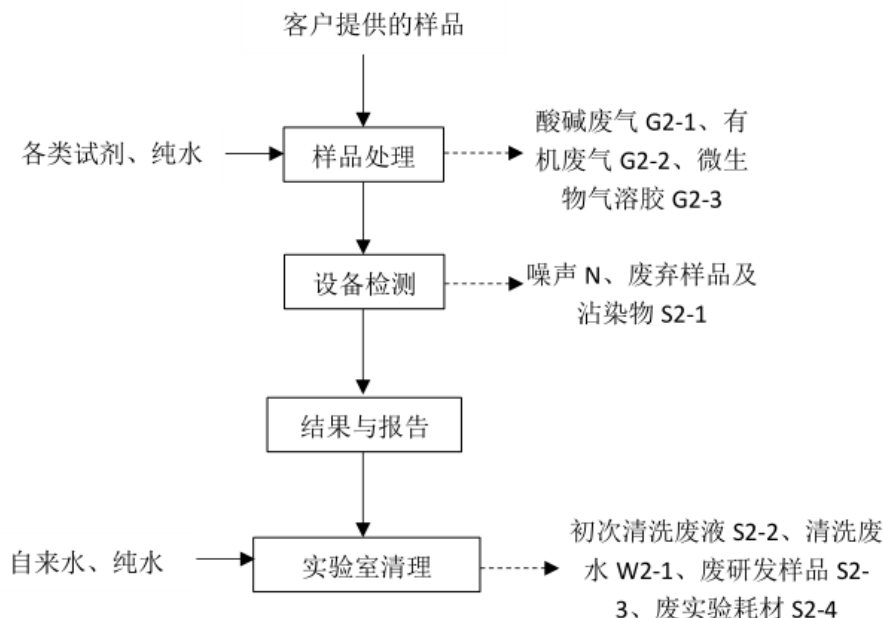 客户提供的样品
各类试剂、纯水
样品处理
酸碱废气 G2-1、有
机废气 G2-2、微生
物气溶胶 G2-3
设备检测
噪声 N、废弃样品及
沾染物 S2-1
结果与报告
自来水、纯水
实验室清理
初次清洗废液 S2-2、清洗废
水 W2-1、废研发样品 S2-
3、废实验耗材 S2-4